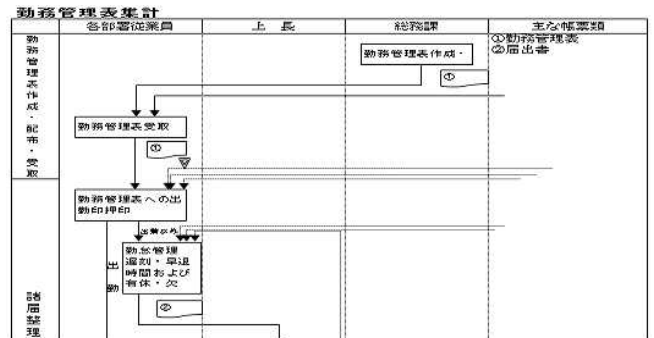 勤務管理表集計
各部署従業員
上 長
総務課
主な帳票類
勤務管理表作成・配布・受取
勤務管理表作成・
①勤務管理表
②届出書
①
勤務管理表受取
①
勤務管理表への出
勤印押印
出勤以外
出勤
勤怠管理
遅刻・早退
時間および
有休・欠
②
諸届整理